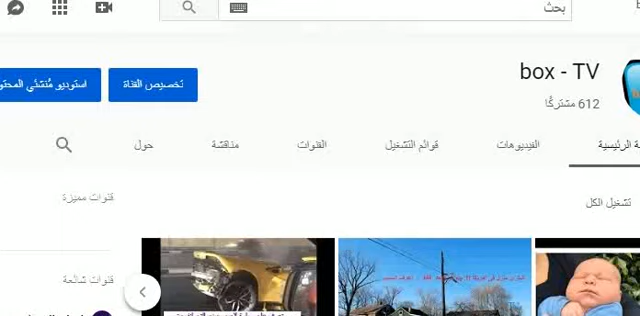 بحث
box - TV
612 مشتركًا
تخصيص القناة
استوديو مُنشئي
الفيديوهات
قوائم التشغيل
القنوات
مناقشة
حول
تشغيل الكل
قنوات مميزة
قنوات شائعة